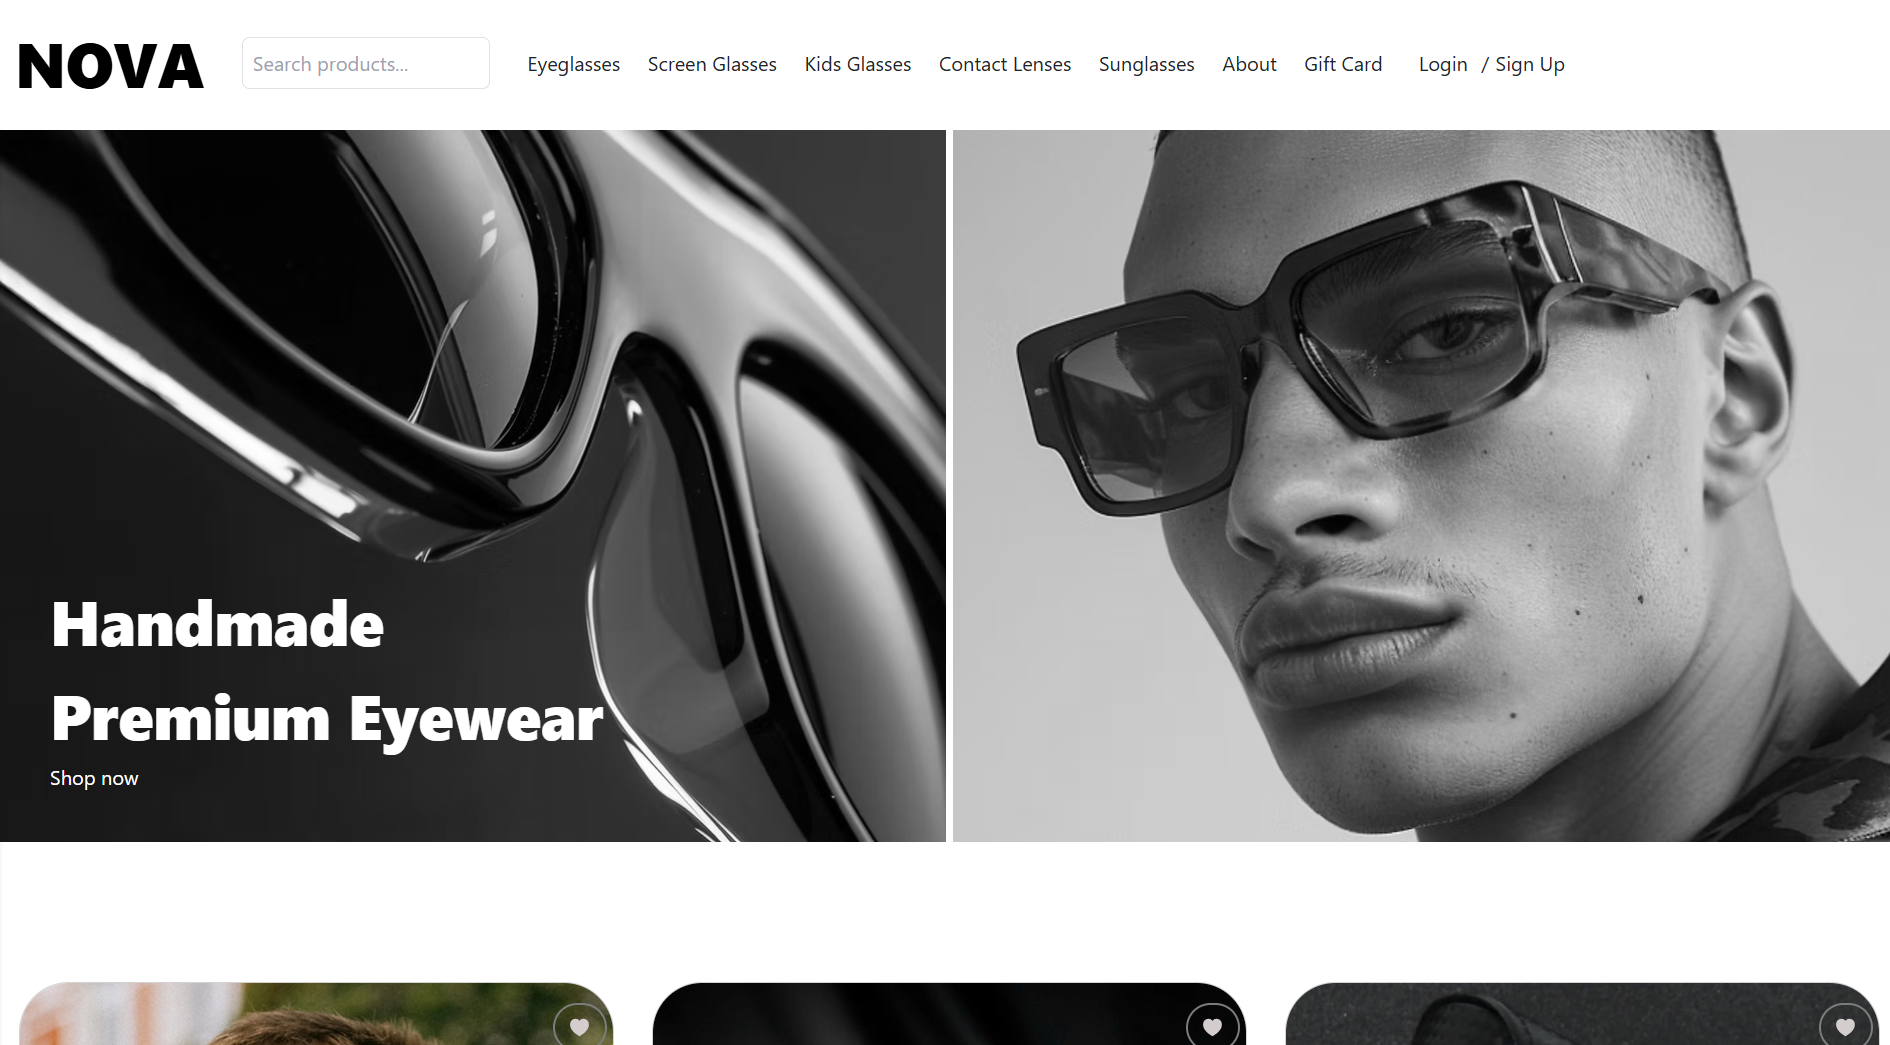 NOVA
Search products...
Eyeglasses Screen Glasses Kids Glasses Contact Lenses Sunglasses About Gift Card Login / Sign Up
Handmade
Premium Eyewear
Shop now